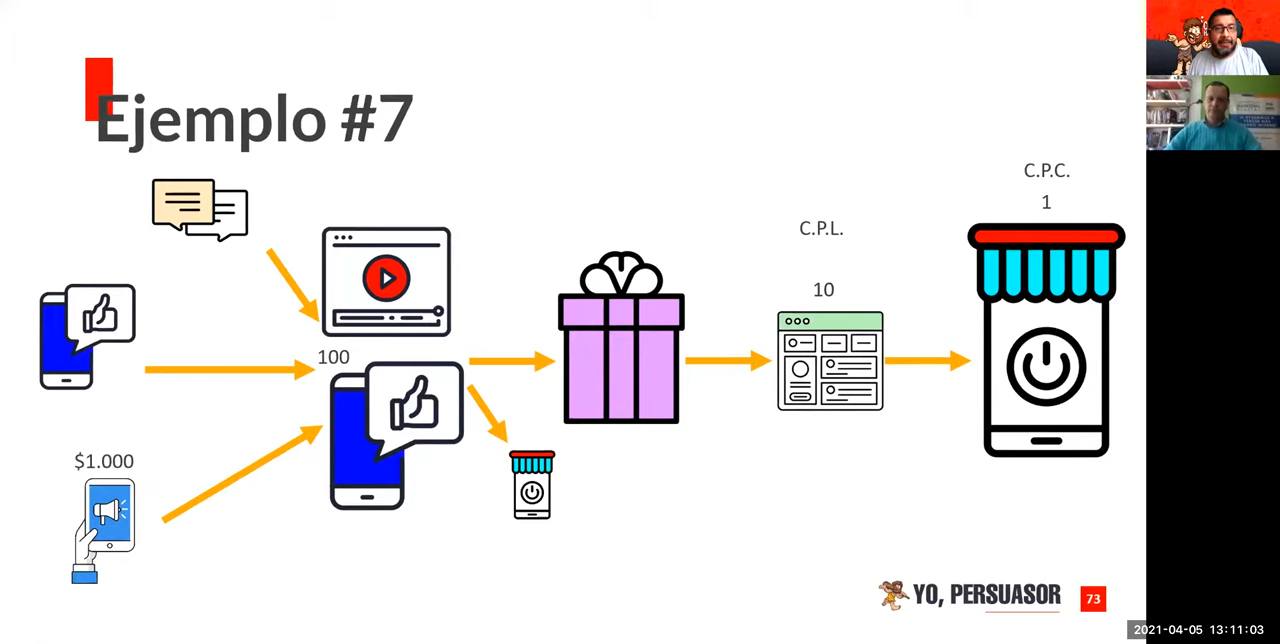 Ejemplo #7
C.P.C.
1
C.P.L.
10
100
$1.000
YO, PERSUASOR
73
2021-04-05 13:11:03